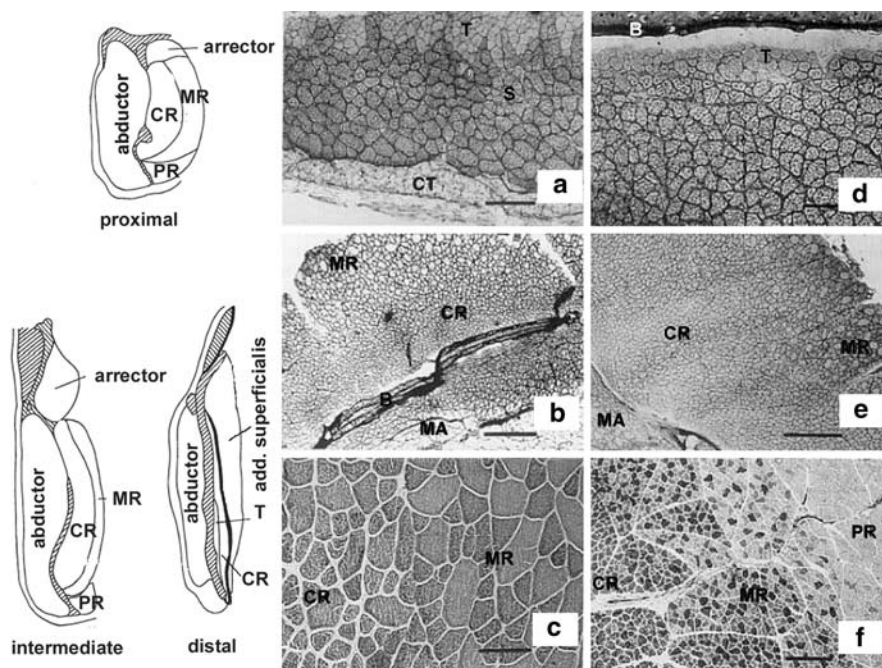 arrector
abductor
CR
MR
PR
proximal
arrector
abductor
MR
CR
PR
intermediate
abductor
add. superficialis
T
CR
distal
T
S
CT
a
B
T
d
MR
CR
B
MA
b
CR
MR
MA
e
CR
MR
c
CR
MR
PR
f